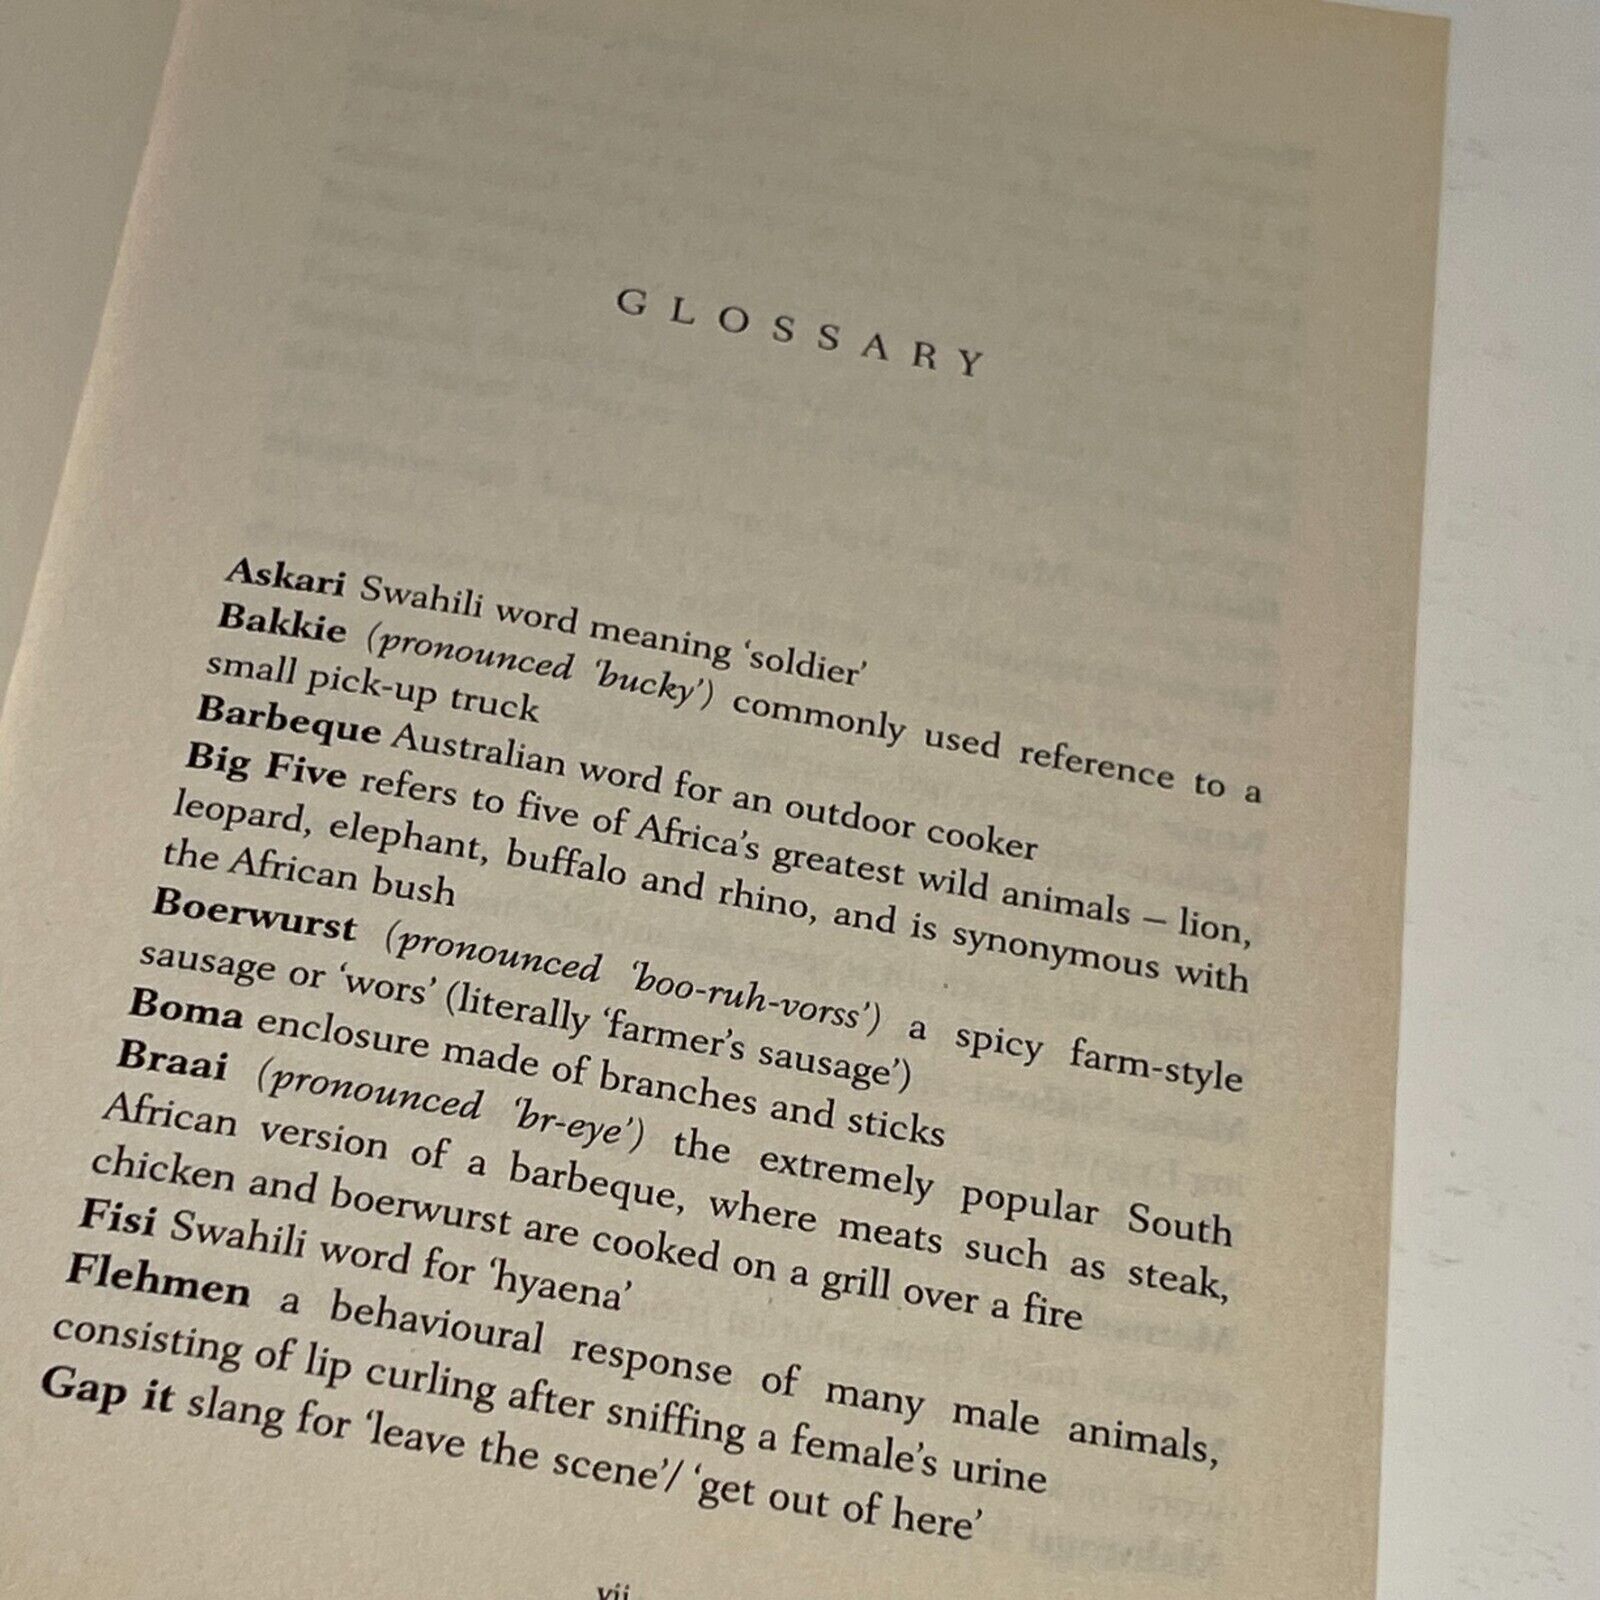 GLOSSARY
Askari Swahili word meaning ‘soldier’
Bakkie (pronounced ‘bucky’) commonly used reference to a
small pick-up truck
Barbeque Australian word for an outdoor cooker
Big Five refers to five of Africa’s greatest wild animals – lion,
leopard, elephant, buffalo and rhino, and is synonymous with
the African bush
Boerwurst (pronounced ‘boo-ruh-vorss’) a spicy farm-style
sausage or ‘wors’ (literally ‘farmer’s sausage’)
Boma enclosure made of branches and sticks
Braai (pronounced ‘br-eye’) the extremely popular South
African version of a barbeque, where meats such as steak,
chicken and boerwurst are cooked on a grill over a fire
Fisi Swahili word for ‘hyaena’
Flehmen a behavioural response of many male animals,
consisting of lip curling after sniffing a female’s urine
Gap it slang for ‘leave the scene’/ ‘get out of here’
vii